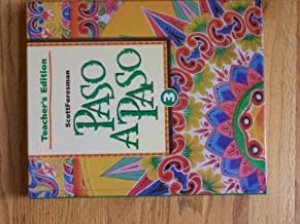 Teacher's Edition
ScottForesman
PASO
A PASO
3